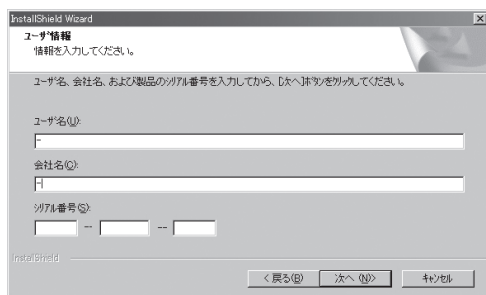 InstallShield Wizard
ユーザ情報
情報を入力してください。
ユーザ名、会社名、および製品のシリアル番号を入力してから、[次へ]ボタンをクリックしてください。
ユーザ名(U):
-
会社名(C):
-
シリアル番号(S):
-- --
InstallShield
< 戻る(B) 次へ (N)> キャンセル